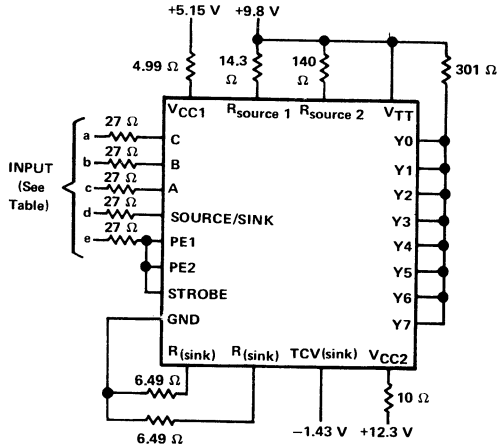 +5.15 V +9.8 V
4.99 Ω 14.3 Ω 140 Ω 301 Ω
VCC1 Rsource 1 Rsource 2 VTT
INPUT
(See
Table)
a 27 Ω C Y0
b 27 Ω B Y1
c 27 Ω A Y2
d 27 Ω SOURCE/SINK Y3
e 27 Ω PE1 Y4
PE2 Y5
STROBE Y6
GND Y7
R(sink) R(sink) TCV(sink) VCC2
6.49 Ω 10 Ω
6.49 Ω −1.43 V +12.3 V